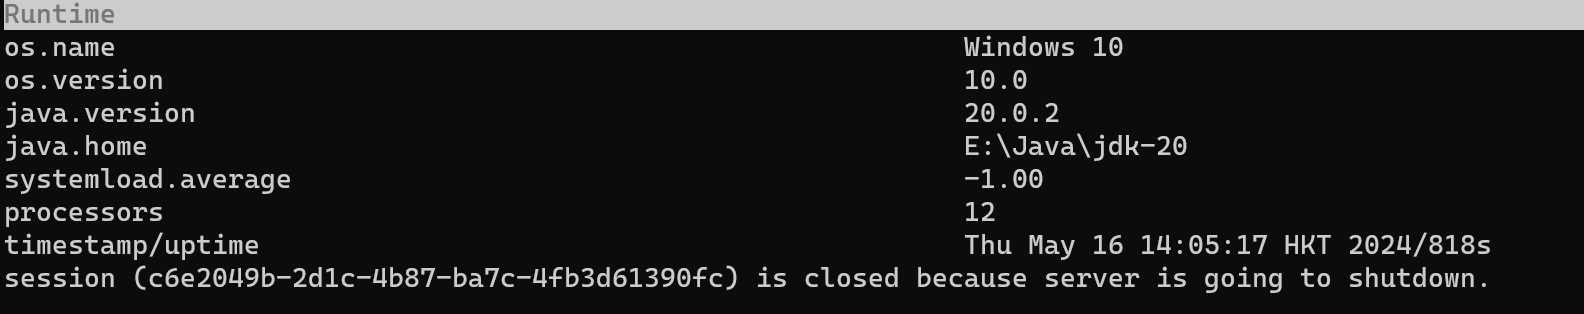 Runtime
os.name Windows 10
os.version 10.0
java.version 20.0.2
java.home E:\Java\jdk-20
systemload.average -1.00
processors 12
timestamp/uptime Thu May 16 14:05:17 HKT 2024/818s
session (c6e2049b-2d1c-4b87-ba7c-4fb3d61390fc) is closed because server is going to shutdown.